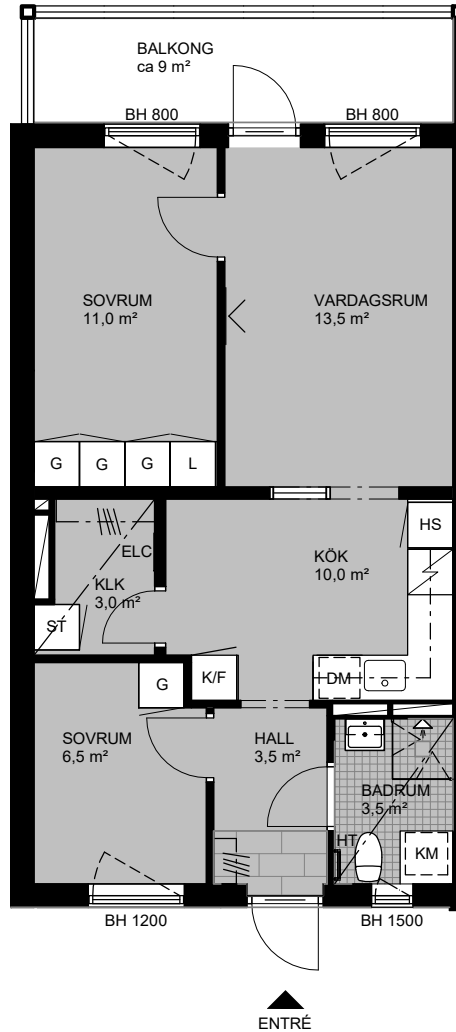 BALKONG
ca 9 m²
BH 800
BH 800
SOVRUM
11,0 m²
VARDAGSRUM
13,5 m²
G
G
G
L
HS
ELC
KÖK
10,0 m²
KLK
3,0 m²
ST
G
K/F
DM
SOVRUM
6,5 m²
HALL
3,5 m²
BADRUM
3,5 m²
HT
KM
BH 1200
BH 1500
ENTRÉ